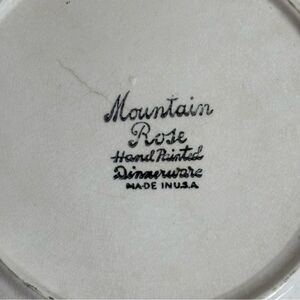 Mountain
Rose
Hand Painted
Dinnerware
MADE IN U.S.A.